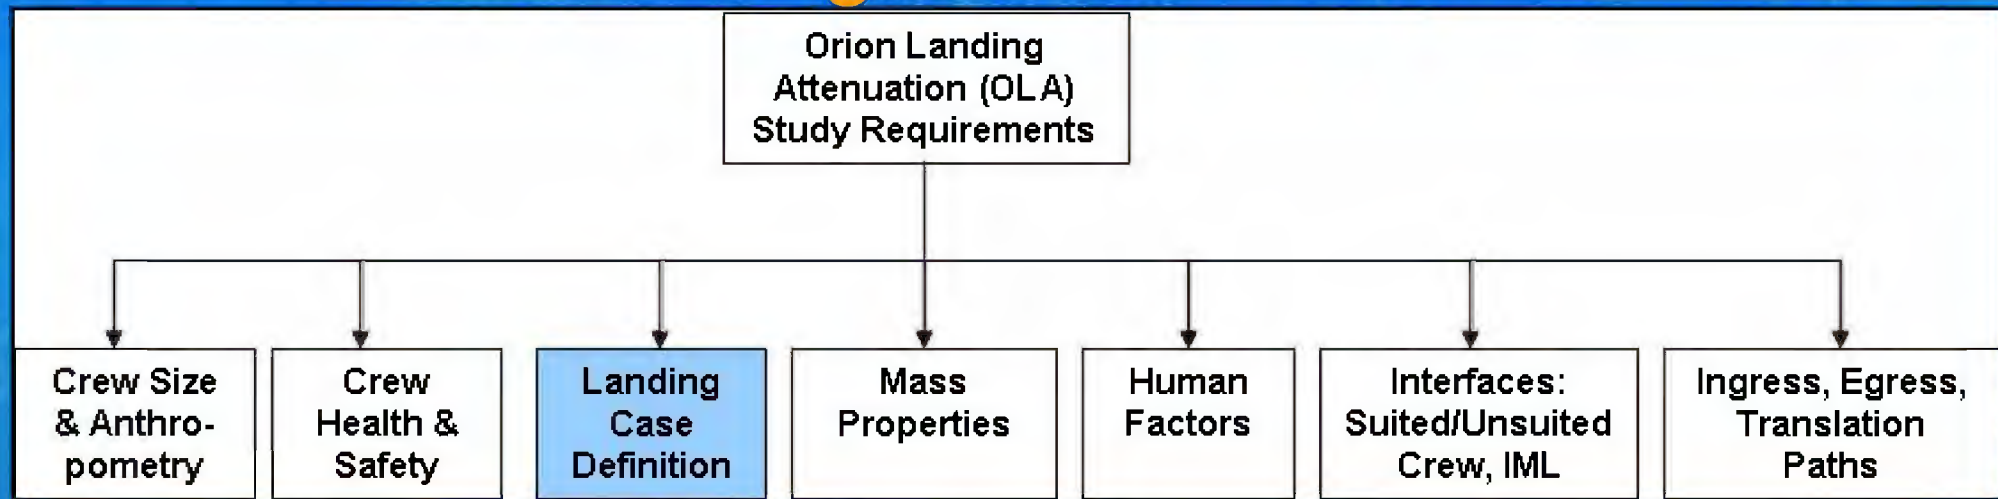 Orion Landing
Attenuation (OLA)
Study Requirements
Crew Size
& Anthro-
pometry
Crew
Health &
Safety
Landing
Case
Definition
Mass
Properties
Human
Factors
Interfaces:
Suited/Unsuited
Crew, IML
Ingress, Egress,
Translation
Paths